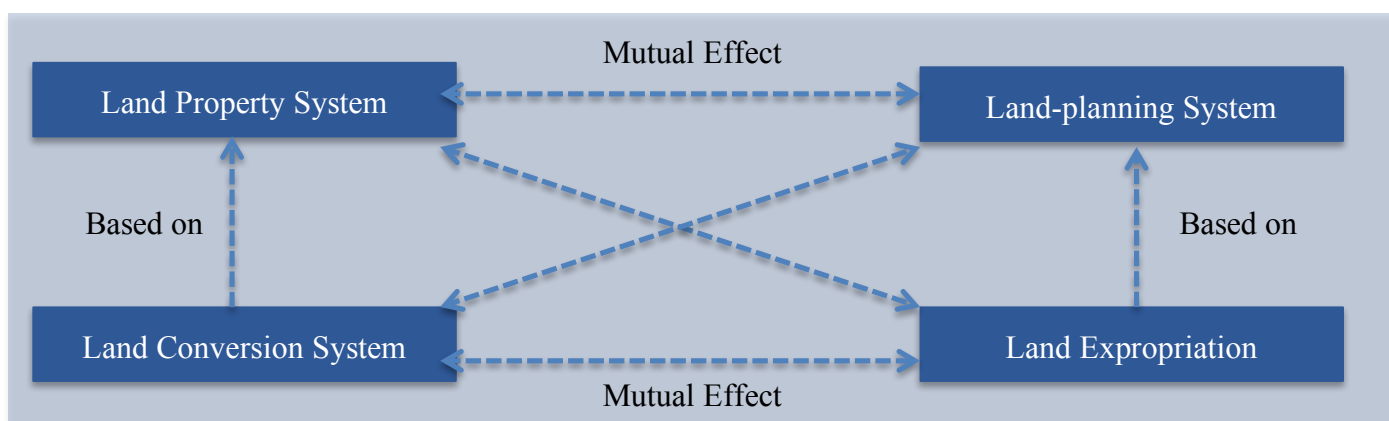 Mutual Effect
Land Property System
Land-planning System
Based on
Based on
Land Conversion System
Land Expropriation
Mutual Effect